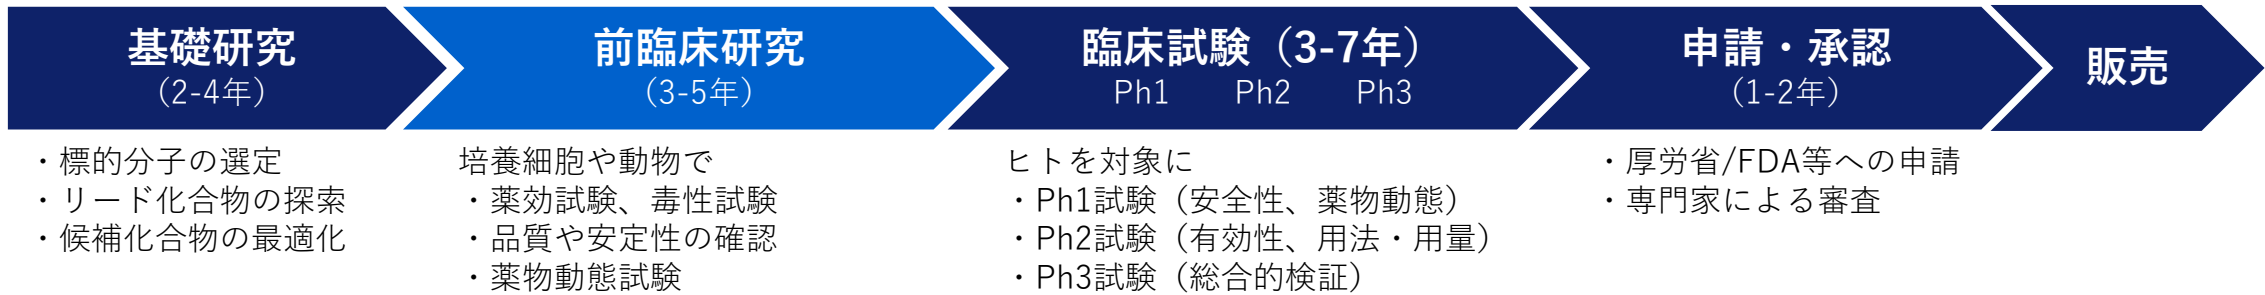 基礎研究
（2-4年）
・標的分子の選定
・リード化合物の探索
・候補化合物の最適化
前臨床研究
（3-5年）
培養細胞や動物で
・薬効試験、毒性試験
・品質や安定性の確認
・薬物動態試験
臨床試験（3-7年）
Ph1 Ph2 Ph3
ヒトを対象に
・Ph1試験（安全性、薬物動態）
・Ph2試験（有効性、用法・用量）
・Ph3試験（総合的検証）
申請・承認
（1-2年）
・厚労省/FDA等への申請
・専門家による審査
販売